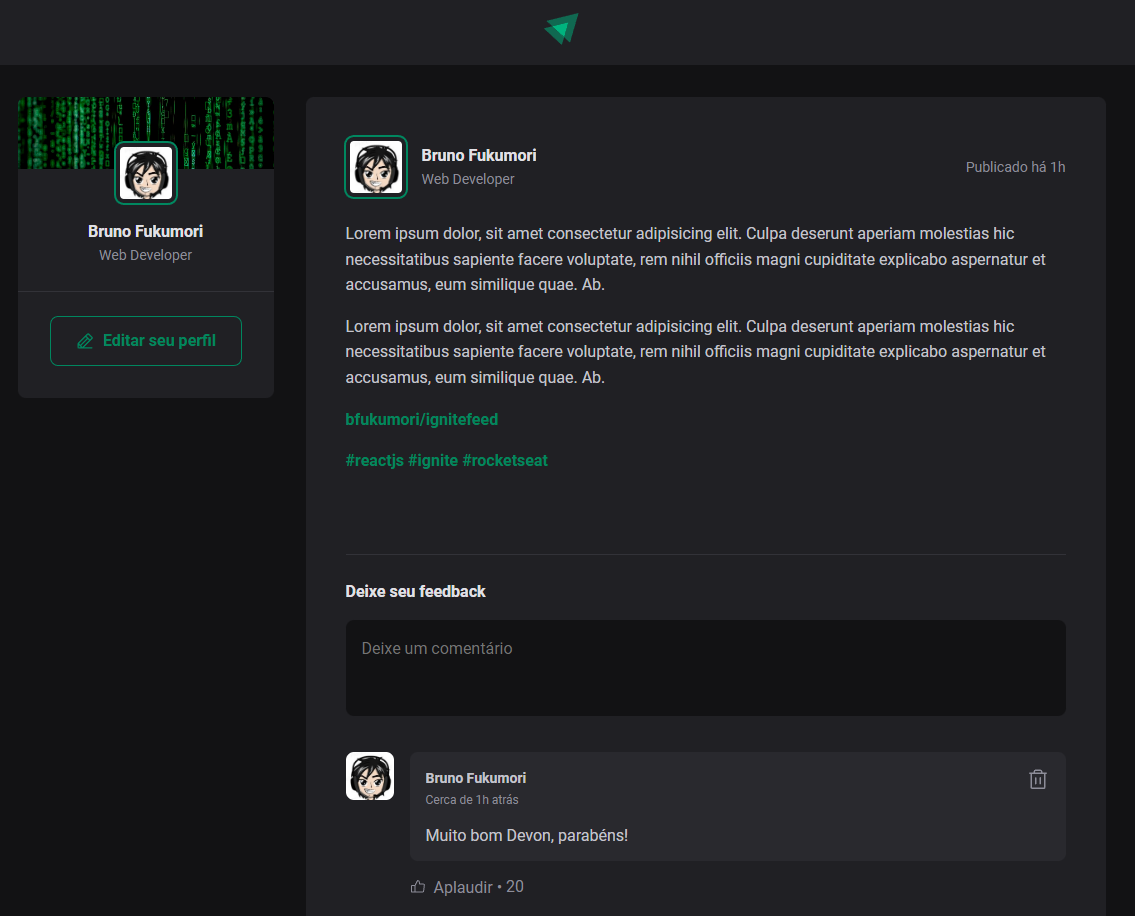 Bruno Fukumori
Web Developer
Editar seu perfil
Bruno Fukumori
Web Developer
Publicado há 1h
Lorem ipsum dolor, sit amet consectetur adipisicing elit. Culpa deserunt aperiam molestias hic
necessitatibus sapiente facere voluptate, rem nihil officiis magni cupiditate explicabo aspernatur et
accusamus, eum similique quae. Ab.
Lorem ipsum dolor, sit amet consectetur adipisicing elit. Culpa deserunt aperiam molestias hic
necessitatibus sapiente facere voluptate, rem nihil officiis magni cupiditate explicabo aspernatur et
accusamus, eum similique quae. Ab.
bfukumori/ignitefeed
#reactjs #ignite #rocketseat
Deixe seu feedback
Deixe um comentário
Bruno Fukumori
Cerca de 1h atrás
Muito bom Devon, parabéns!
Aplaudir • 20